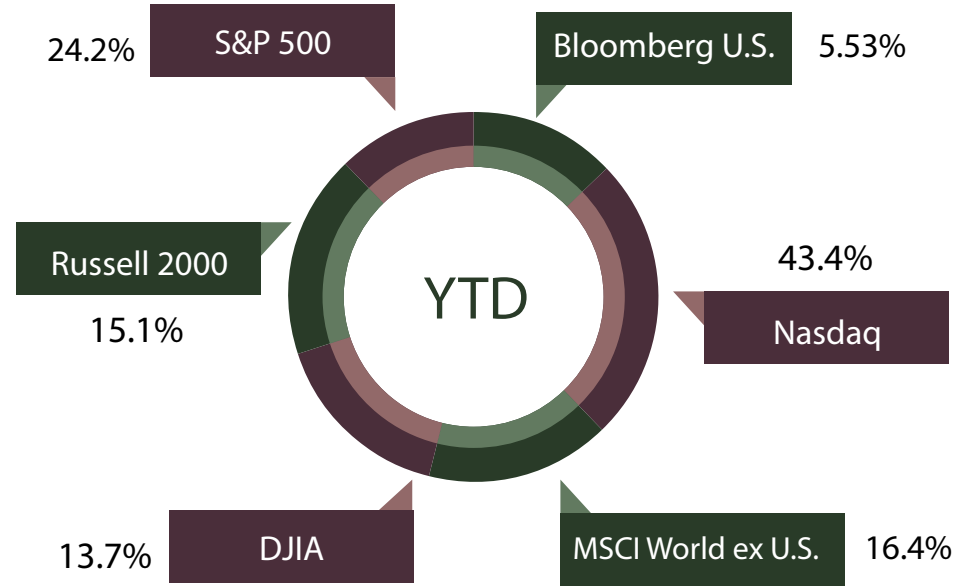 24.2%
S&P 500
Bloomberg U.S.
5.53%
Russell 2000
15.1%
YTD
43.4%
Nasdaq
13.7%
DJIA
MSCI World ex U.S.
16.4%